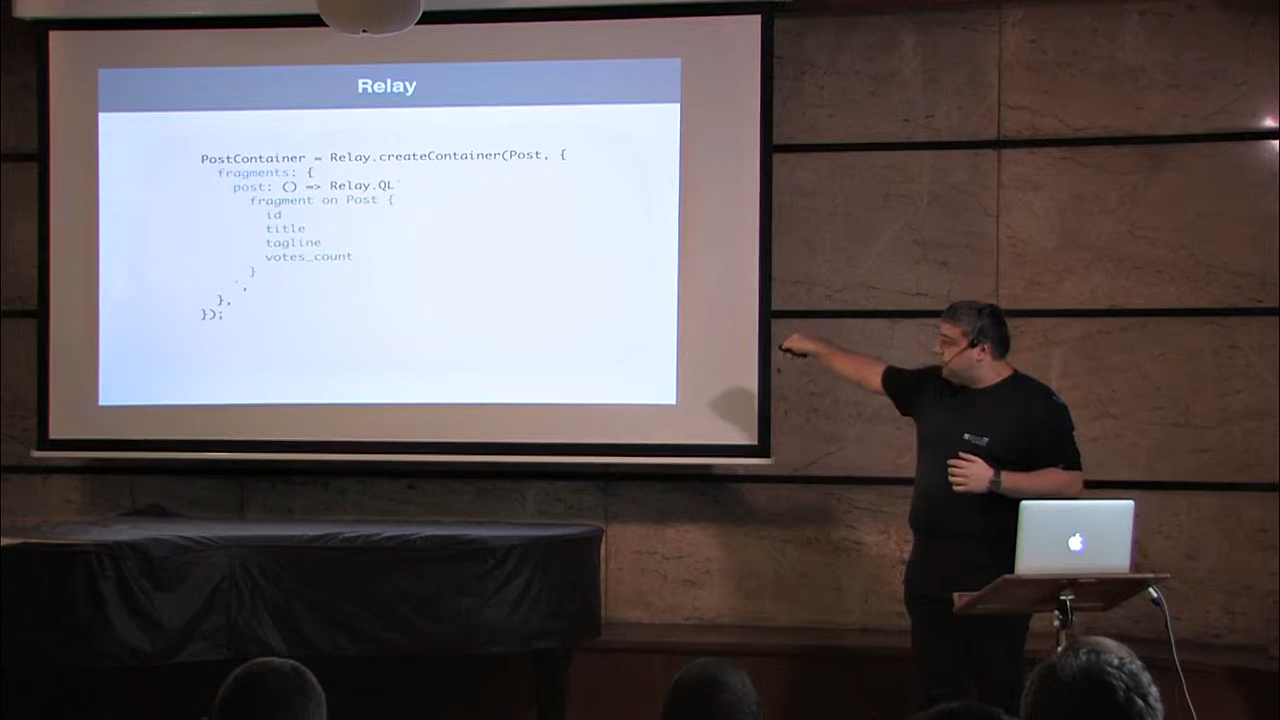 Relay
PostContainer = Relay.createContainer(Post, {
fragments: {
post: () => Relay.QL`
fragment on Post {
id
title
tagline
votes_count
}
`,
},
});